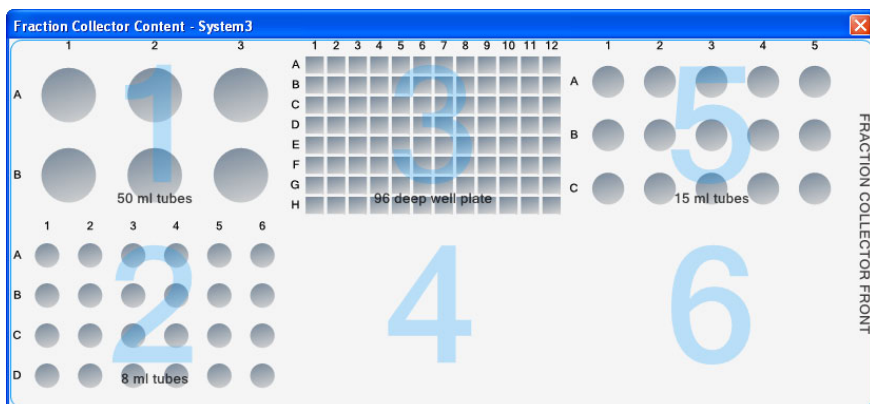 Fraction Collector Content - System3
1 2 3
A
B
1
50 ml tubes
1 2 3 4 5 6 7 8 9 10 11 12
A
B
C
D
E
F
G
H
3
96 deep well plate
1 2 3 4 5
A
B
C
5
15 ml tubes
1 2 3 4 5 6
A
B
C
D
2
8 ml tubes
4
6
FRACTION COLLECTOR FRONT